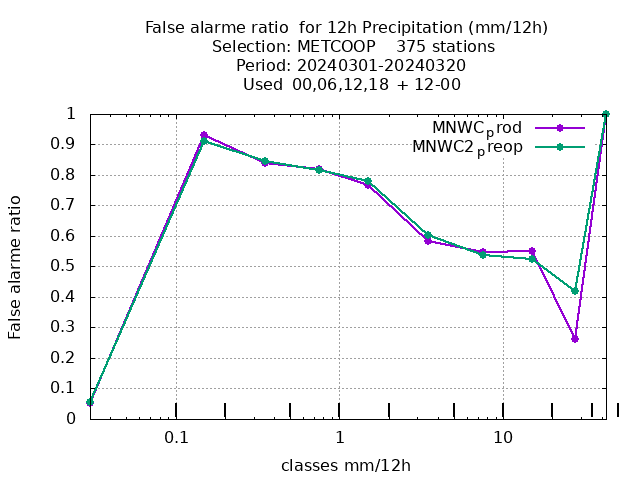 False alarme ratio  for 12h Precipitation (mm/12h)
Selection: METCOOP    375 stations
Period: 20240301-20240320
Used  00,06,12,18 + 12-00
MNWCprod
MNWC2preop
False alarme ratio
1
0.9
0.8
0.7
0.6
0.5
0.4
0.3
0.2
0.1
0
0.1 1 10
classes mm/12h